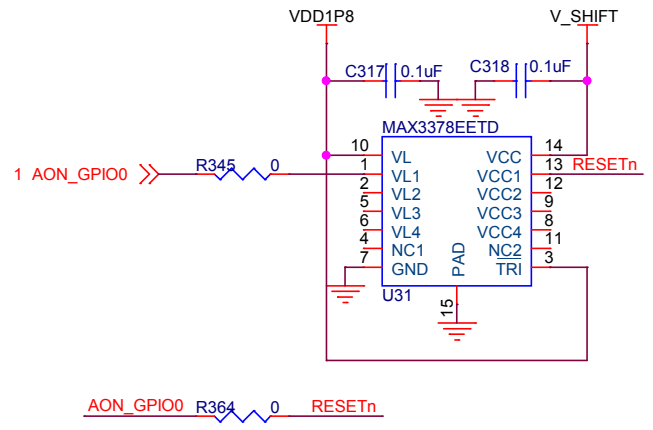 VDD1P8 V_SHIFT
C317 0.1uF C318 0.1uF
MAX3378EETD
10 VL VCC 14
1 AON_GPIO0 R345 0 1 VL1 VCC1 13 RESETn
2 VL2 VCC2 12
5 VL3 VCC3 9
6 VL4 VCC4 8
4 NC1 NC2 11
7 GND PAD TRI 3
U31 15
AON_GPIO0 R364 0 RESETn